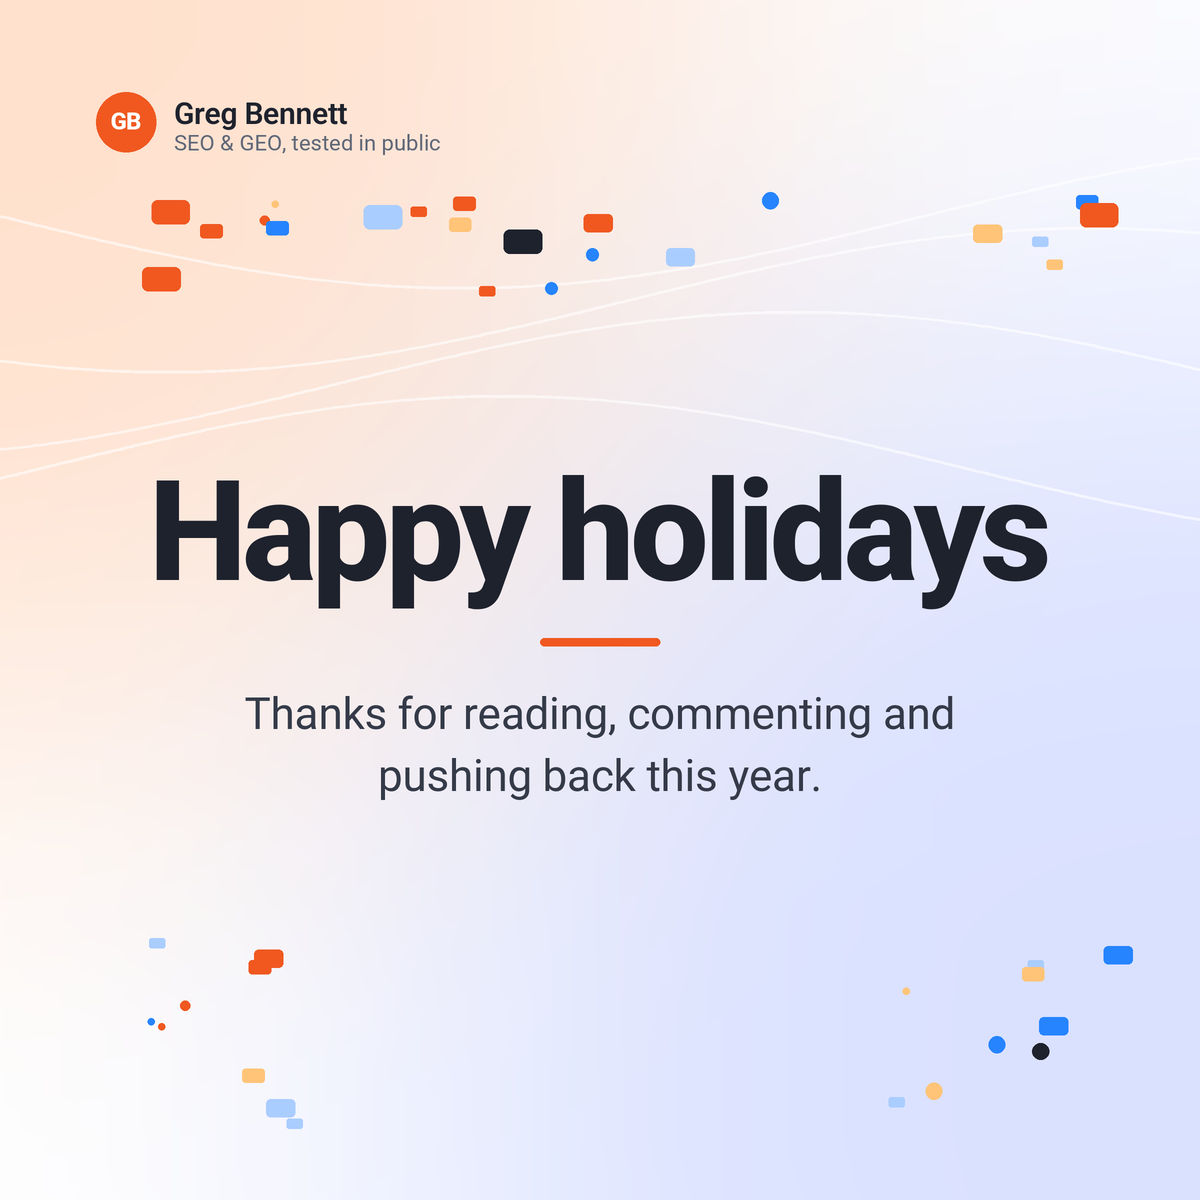 GB
Greg Bennett
SEO & GEO, tested in public
Happy holidays
Thanks for reading, commenting and
pushing back this year.